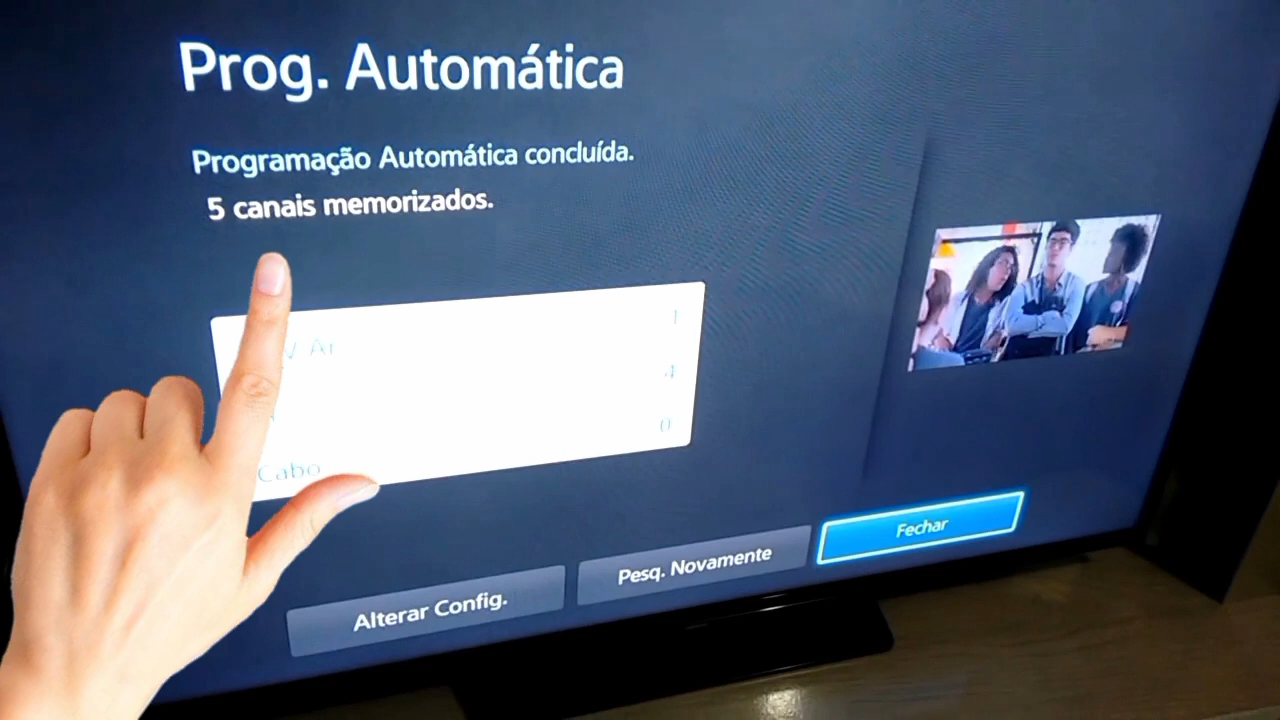 Prog. Automática
Programação Automática concluída.
5 canais memorizados.
1
4
0
Cabo
Alterar Config.
Pesq. Novamente
Fechar